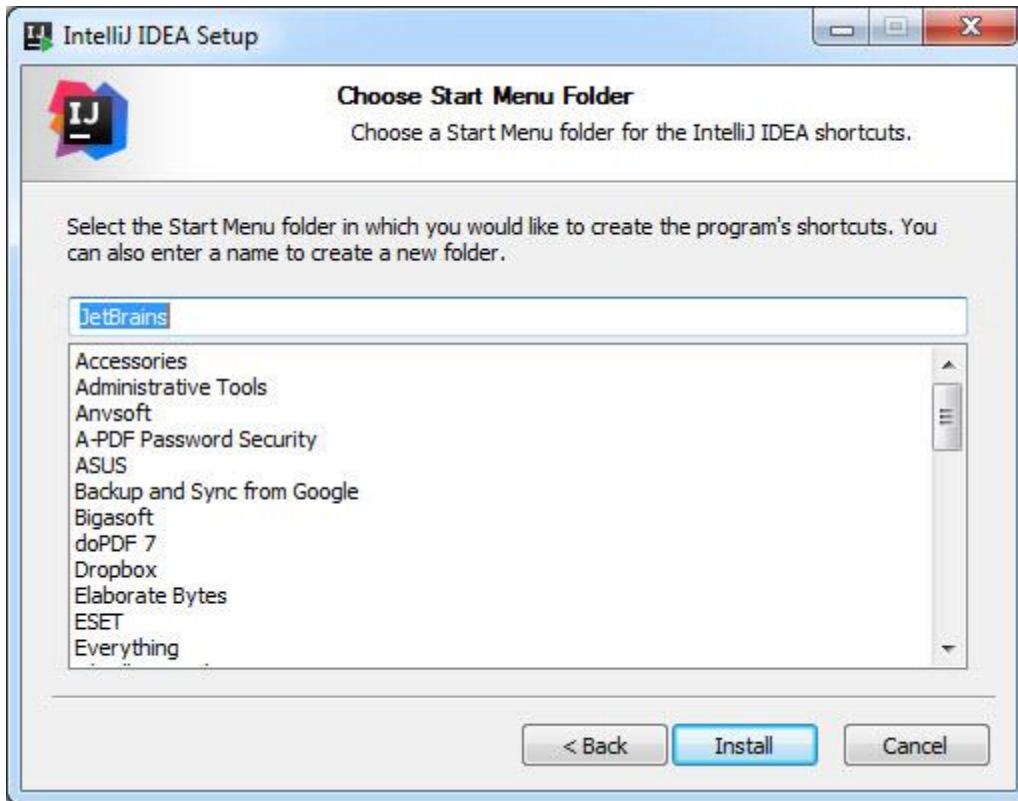 IntelliJ IDEA Setup
IJ
Choose Start Menu Folder
Choose a Start Menu folder for the IntelliJ IDEA shortcuts.
Select the Start Menu folder in which you would like to create the program's shortcuts. You
can also enter a name to create a new folder.
JetBrains
Accessories
Administrative Tools
Anvsoft
A-PDF Password Security
ASUS
Backup and Sync from Google
Bigasoft
doPDF 7
Dropbox
Elaborate Bytes
ESET
Everything
< Back
Install
Cancel